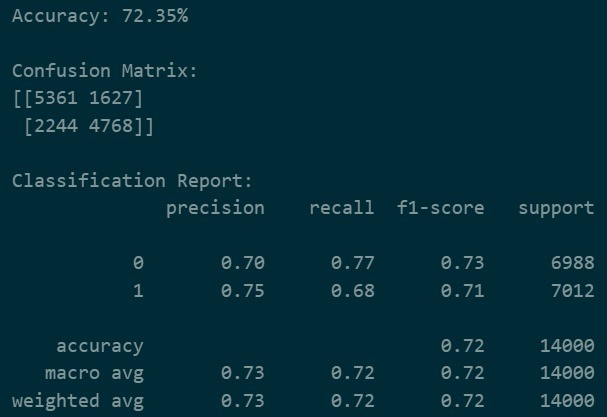 Accuracy: 72.35%
Confusion Matrix:
[[5361 1627]
 [2244 4768]]
Classification Report:
              precision    recall  f1-score   support
           0       0.70      0.77      0.73      6988
           1       0.75      0.68      0.71      7012
    accuracy                           0.72     14000
   macro avg       0.73      0.72      0.72     14000
weighted avg       0.73      0.72      0.72     14000